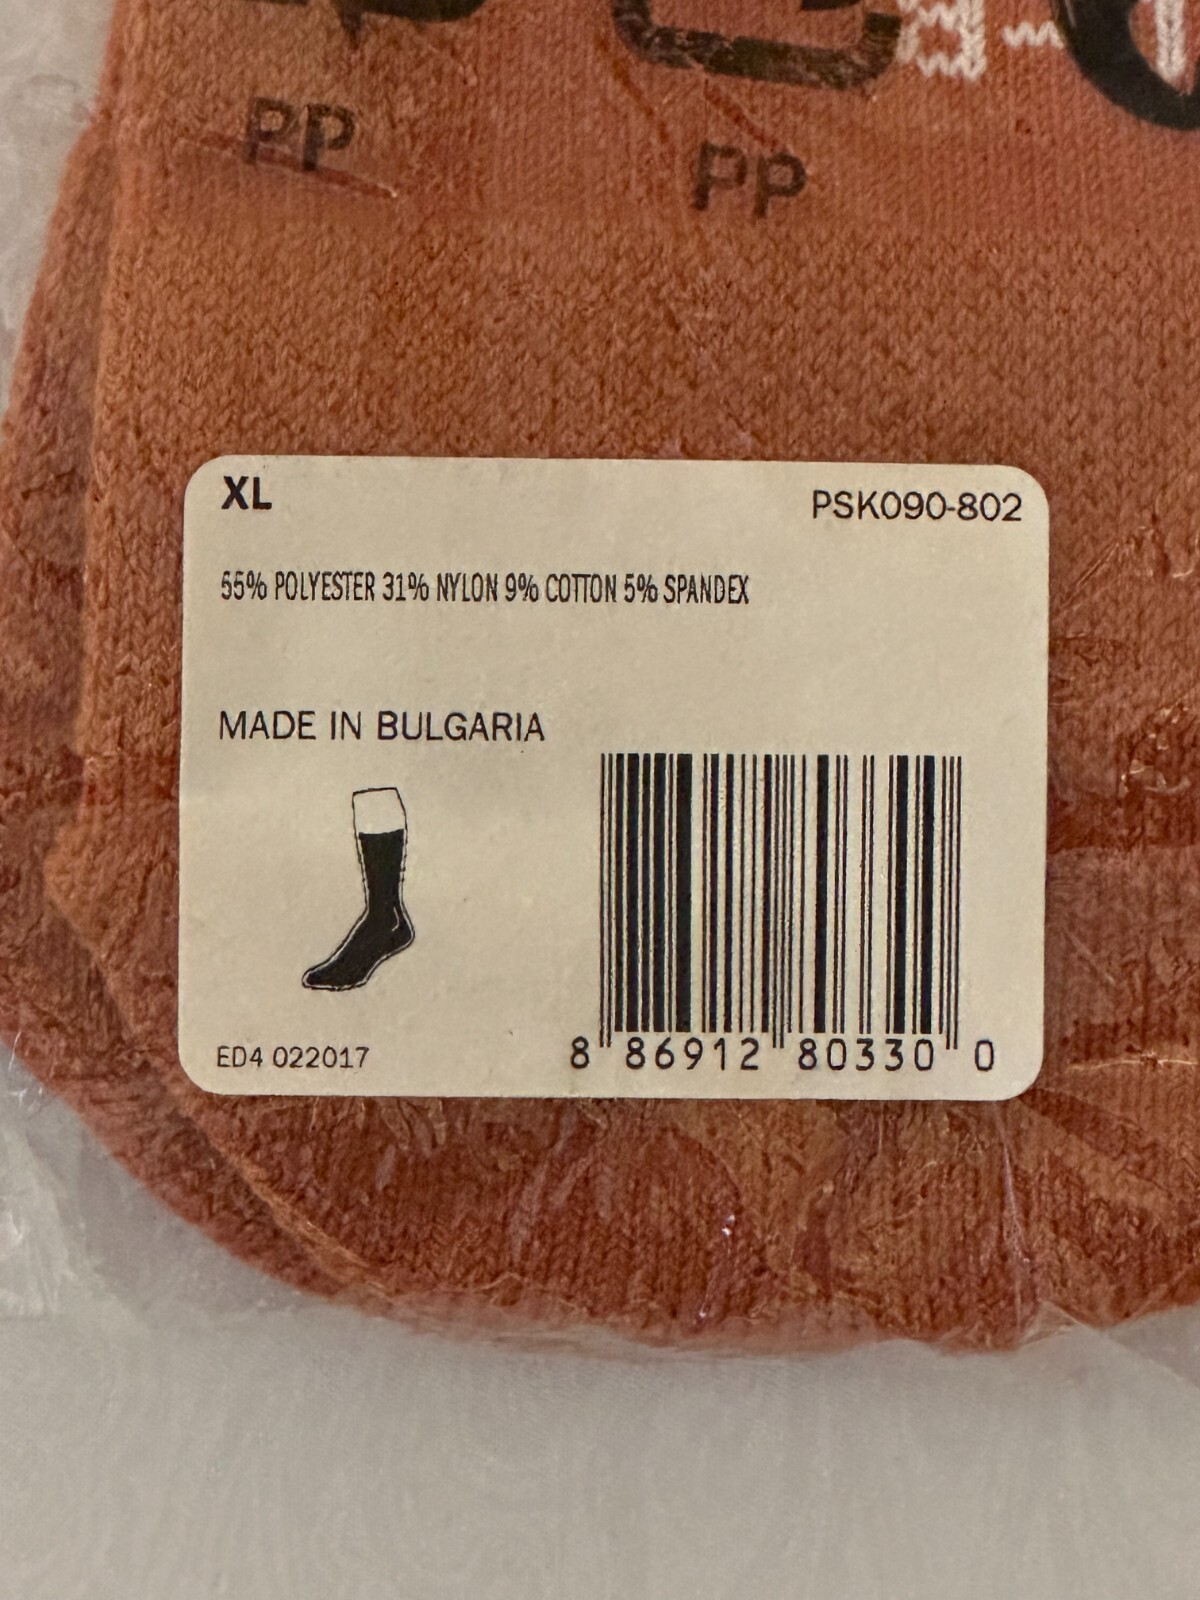 PP
PP
XL
PSK090-802
55% POLYESTER 31% NYLON 9% COTTON 5% SPANDEX
MADE IN BULGARIA
ED4 022017
8 86912 80330 0